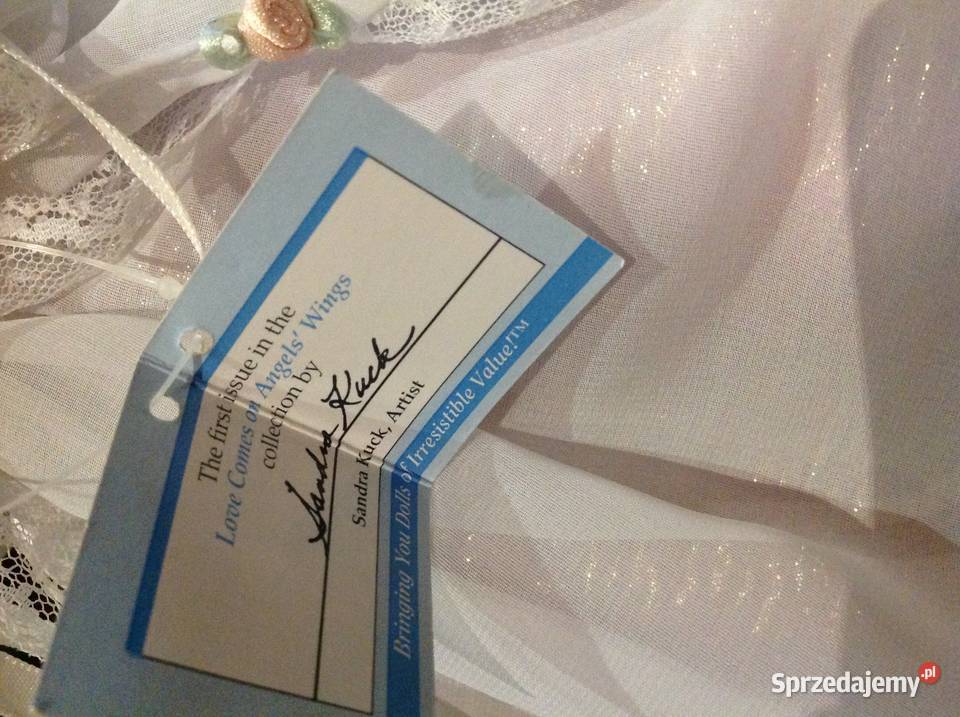 The first issue in the
Love Comes on Angels' Wings
collection by
Sandra Kuck
Sandra Kuck, Artist
Bringing You Dolls of Irresistible Value!™
Sprzedajemy.pl